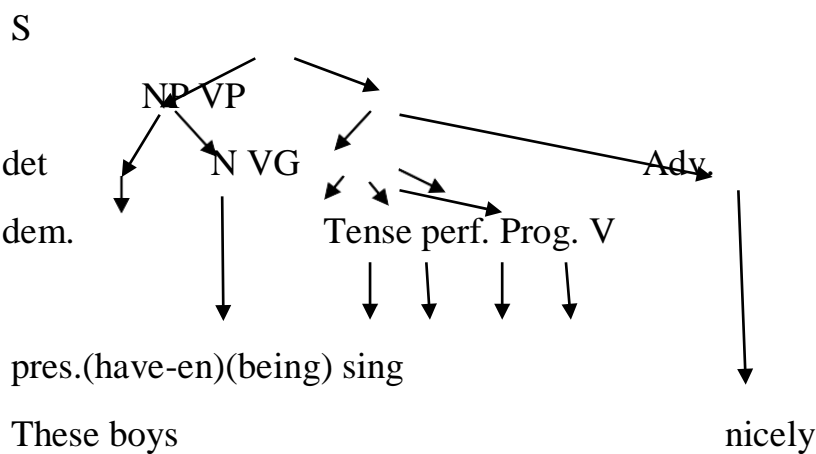 S
NP VP
det N VG Adv.
dem. Tense perf. Prog. V
pres.(have-en)(being) sing
These boys nicely